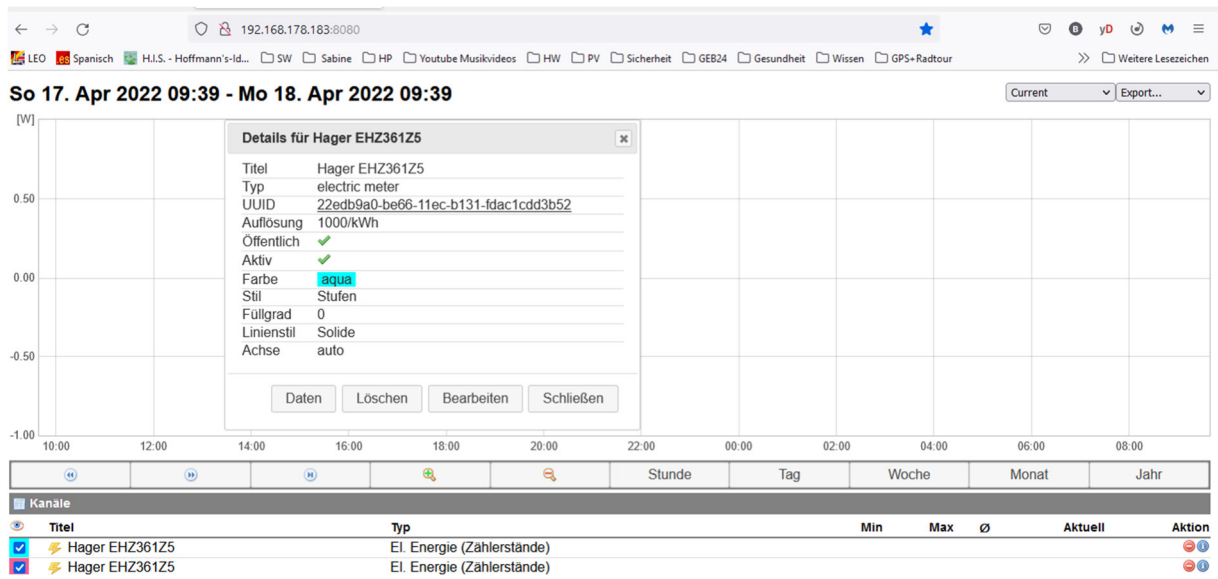 192.168.178.183:8080
LEO Spanisch H.I.S. - Hoffmann's-Id... SW Sabine HP Youtube Musikvideos HW PV Sicherheit GEB24 Gesundheit Wissen GPS+Radtour Weitere Lesezeichen
So 17. Apr 2022 09:39 - Mo 18. Apr 2022 09:39
Current Export...
[W]
Details für Hager EHZ361Z5
Titel Hager EHZ361Z5
Typ electric meter
UUID 22edb9a0-be66-11ec-b131-fdac1cdd3b52
Auflösung 1000/kWh
Öffentlich
Aktiv
Farbe aqua
Stil Stufen
Füllgrad 0
Linienstil Solide
Achse auto
Daten Löschen Bearbeiten Schließen
0.50
0.00
-0.50
-1.00
10:00 12:00 14:00 16:00 18:00 20:00 22:00 00:00 02:00 04:00 06:00 08:00
Stunde Tag Woche Monat Jahr
Kanäle
Titel Typ Min Max Ø Aktuell Aktion
Hager EHZ361Z5 El. Energie (Zählerstände)
Hager EHZ361Z5 El. Energie (Zählerstände)